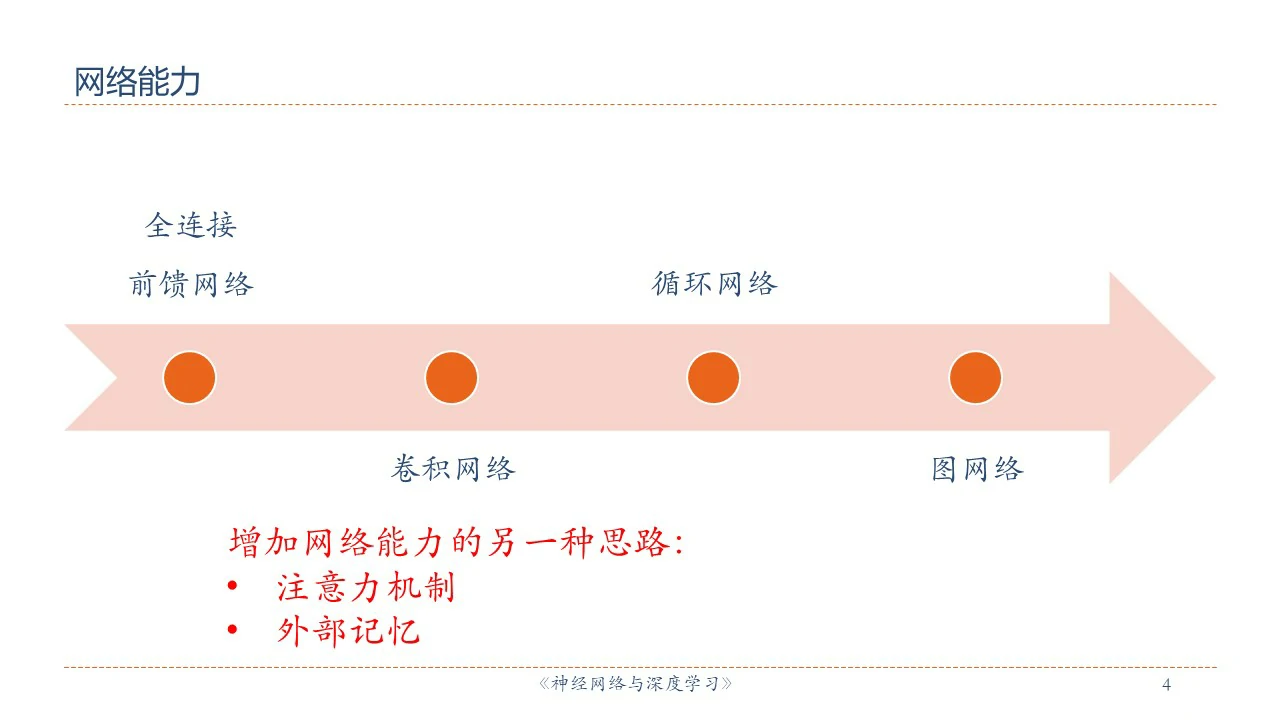 网络能力
全连接
前馈网络
循环网络
卷积网络
图网络
增加网络能力的另一种思路:
• 注意力机制
• 外部记忆
《神经网络与深度学习》
4